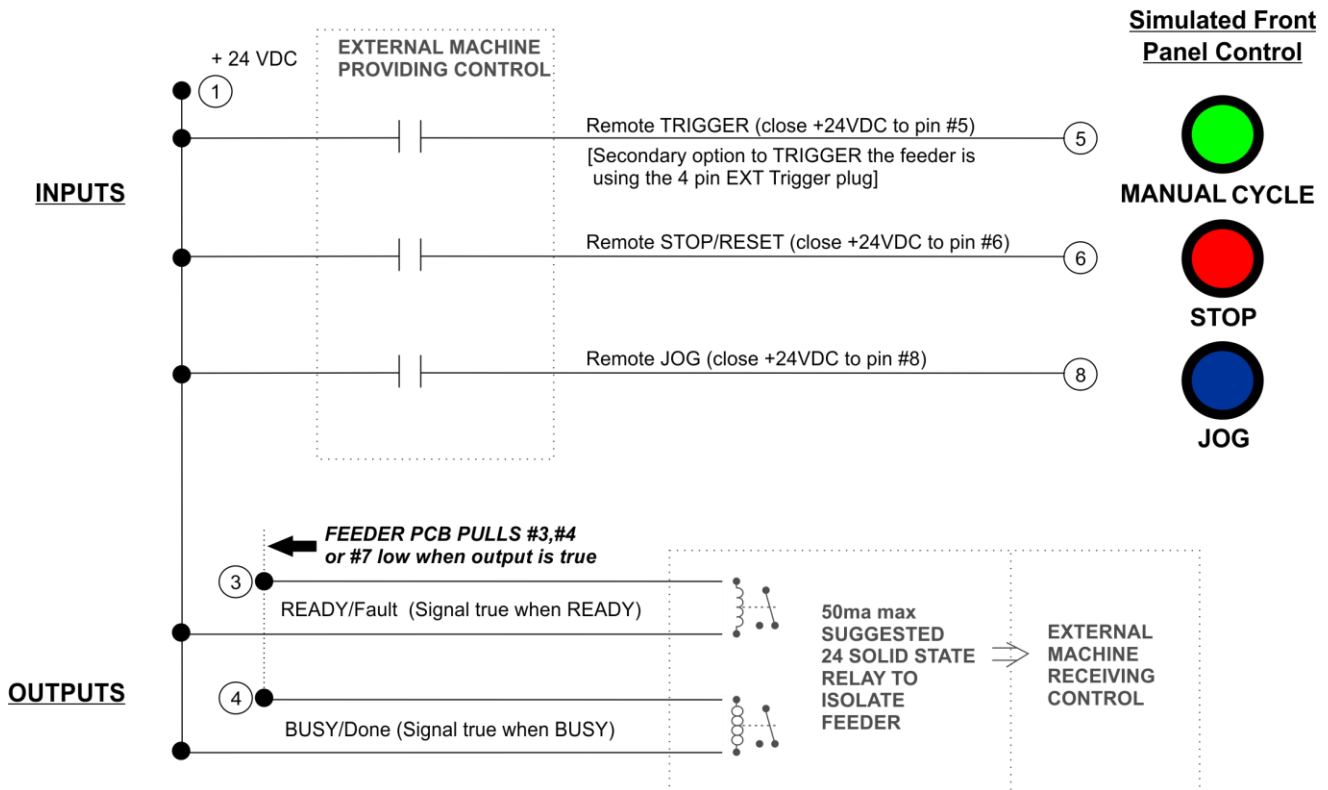 Simulated Front
Panel Control
+ 24 VDC
1
EXTERNAL MACHINE
PROVIDING CONTROL
INPUTS
Remote TRIGGER (close +24VDC to pin #5)
[Secondary option to TRIGGER the feeder is
using the 4 pin EXT Trigger plug]
5
MANUAL CYCLE
Remote STOP/RESET (close +24VDC to pin #6)
6
STOP
Remote JOG (close +24VDC to pin #8)
8
JOG
FEEDER PCB PULLS #3,#4
or #7 low when output is true
3
READY/Fault (Signal true when READY)
OUTPUTS
4
BUSY/Done (Signal true when BUSY)
50ma max
SUGGESTED
24 SOLID STATE
RELAY TO
ISOLATE
FEEDER
EXTERNAL
MACHINE
RECEIVING
CONTROL